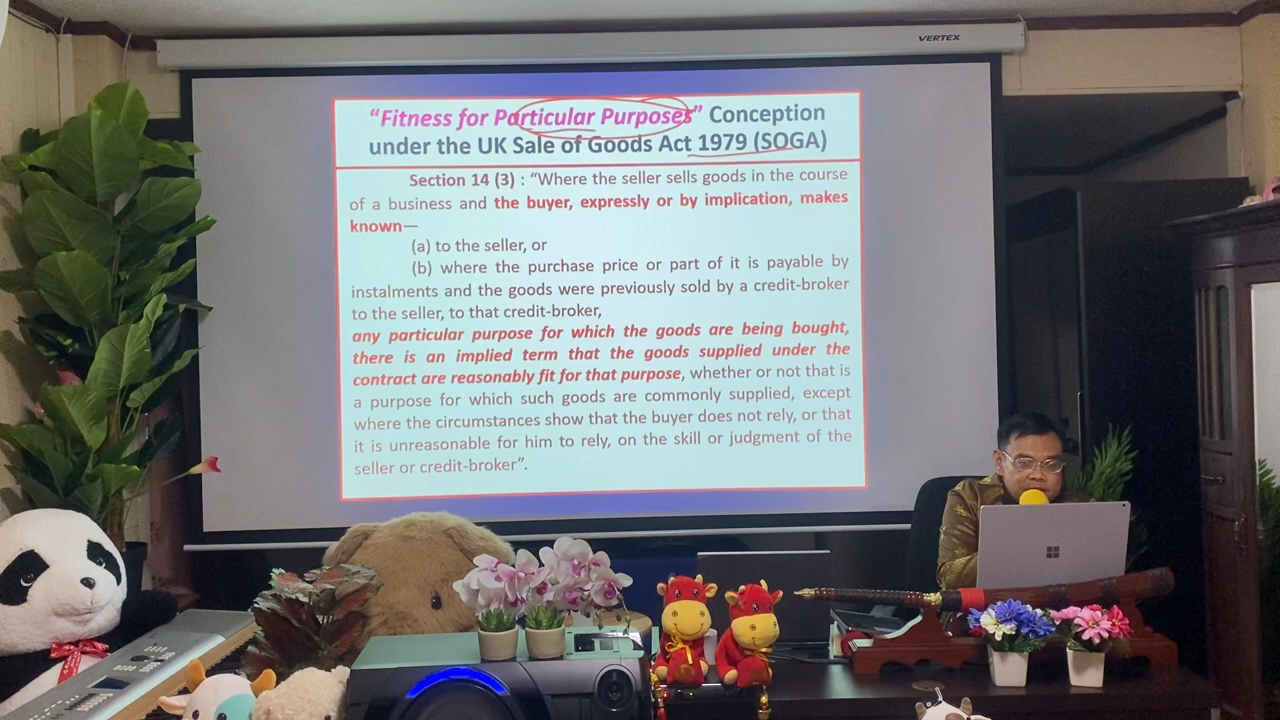 VERTEX
“Fitness for Particular Purposes” Conception
under the UK Sale of Goods Act 1979 (SOGA)
Section 14 (3) : “Where the seller sells goods in the course
of a business and the buyer, expressly or by implication, makes
known—
(a) to the seller, or
(b) where the purchase price or part of it is payable by
instalments and the goods were previously sold by a credit-broker
to the seller, to that credit-broker,
any particular purpose for which the goods are being bought,
there is an implied term that the goods supplied under the
contract are reasonably fit for that purpose, whether or not that is
a purpose for which such goods are commonly supplied, except
where the circumstances show that the buyer does not rely, or that
it is unreasonable for him to rely, on the skill or judgment of the
seller or credit-broker”.